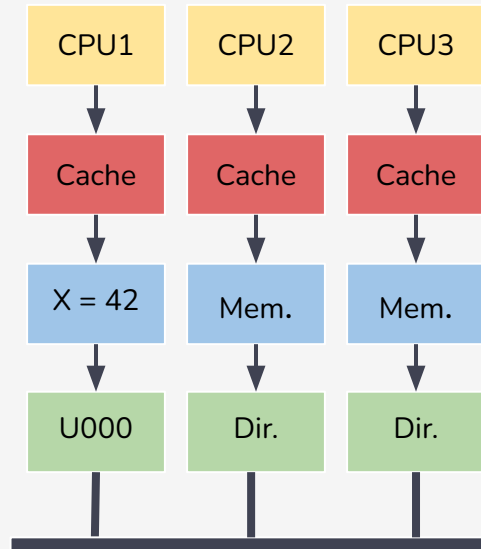 CPU1
CPU2
CPU3
Cache
Cache
Cache
X = 42
Mem.
Mem.
U000
Dir.
Dir.